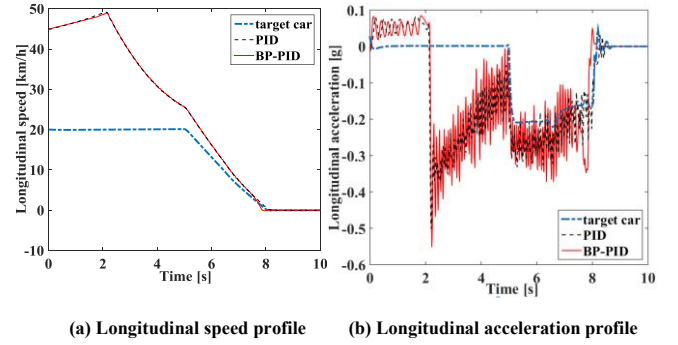 50
40
30
20
10
0
-10
Longitudinal speed [km/h]
target car
PID
BP-PID
0 2 4 6 8 10
Time [s]
(a) Longitudinal speed profile
0.1
0
-0.1
-0.2
-0.3
-0.4
-0.5
-0.6
Longitudinal acceleration [g]
target car
PID
BP-PID
0 2 4 6 8 10
Time [s]
(b) Longitudinal acceleration profile